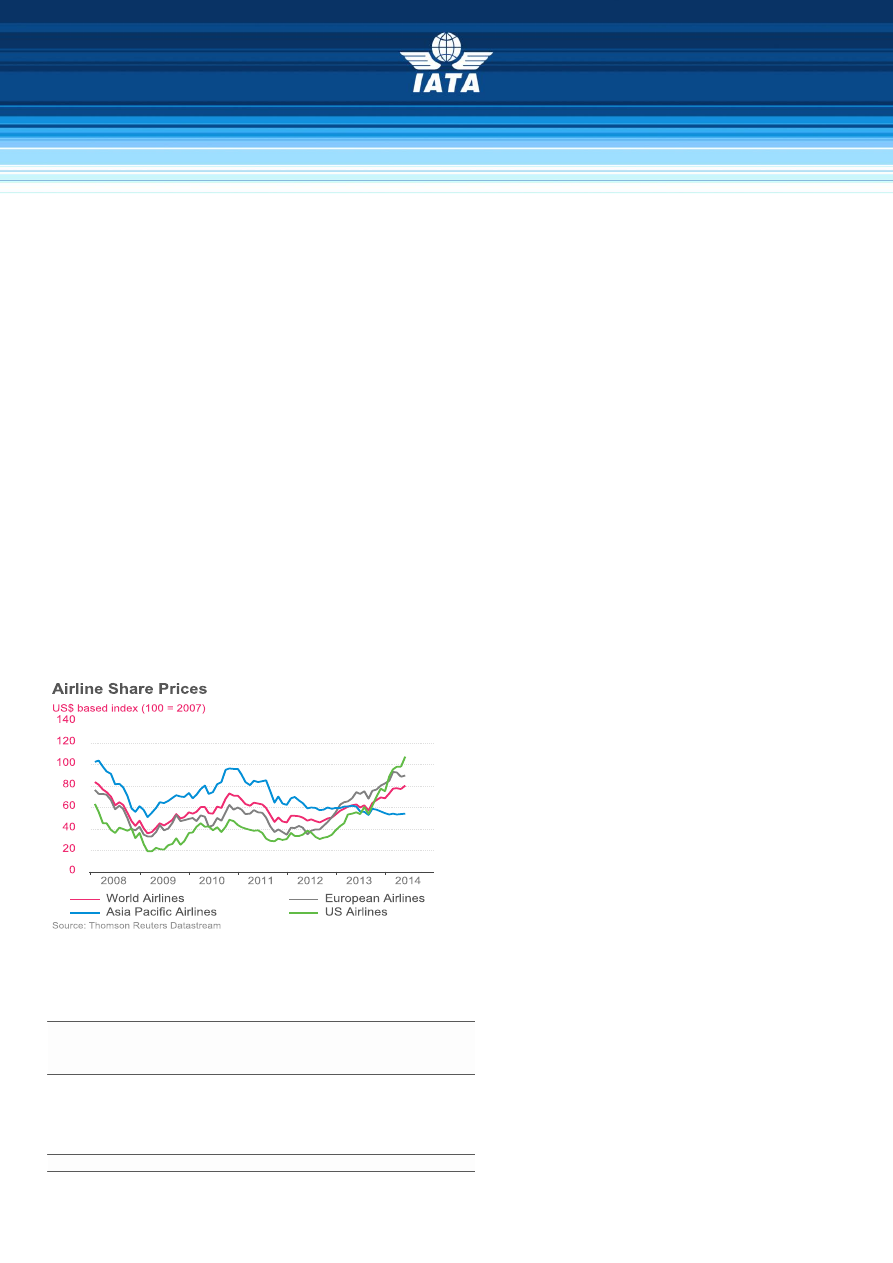 IATA
Airline Share Prices
US$ based index (100 = 2007)
140
120
100
80
60
40
20
0
2008 2009 2010 2011 2012 2013 2014
World Airlines European Airlines
Asia Pacific Airlines US Airlines
Source: Thomson Reuters Datastream